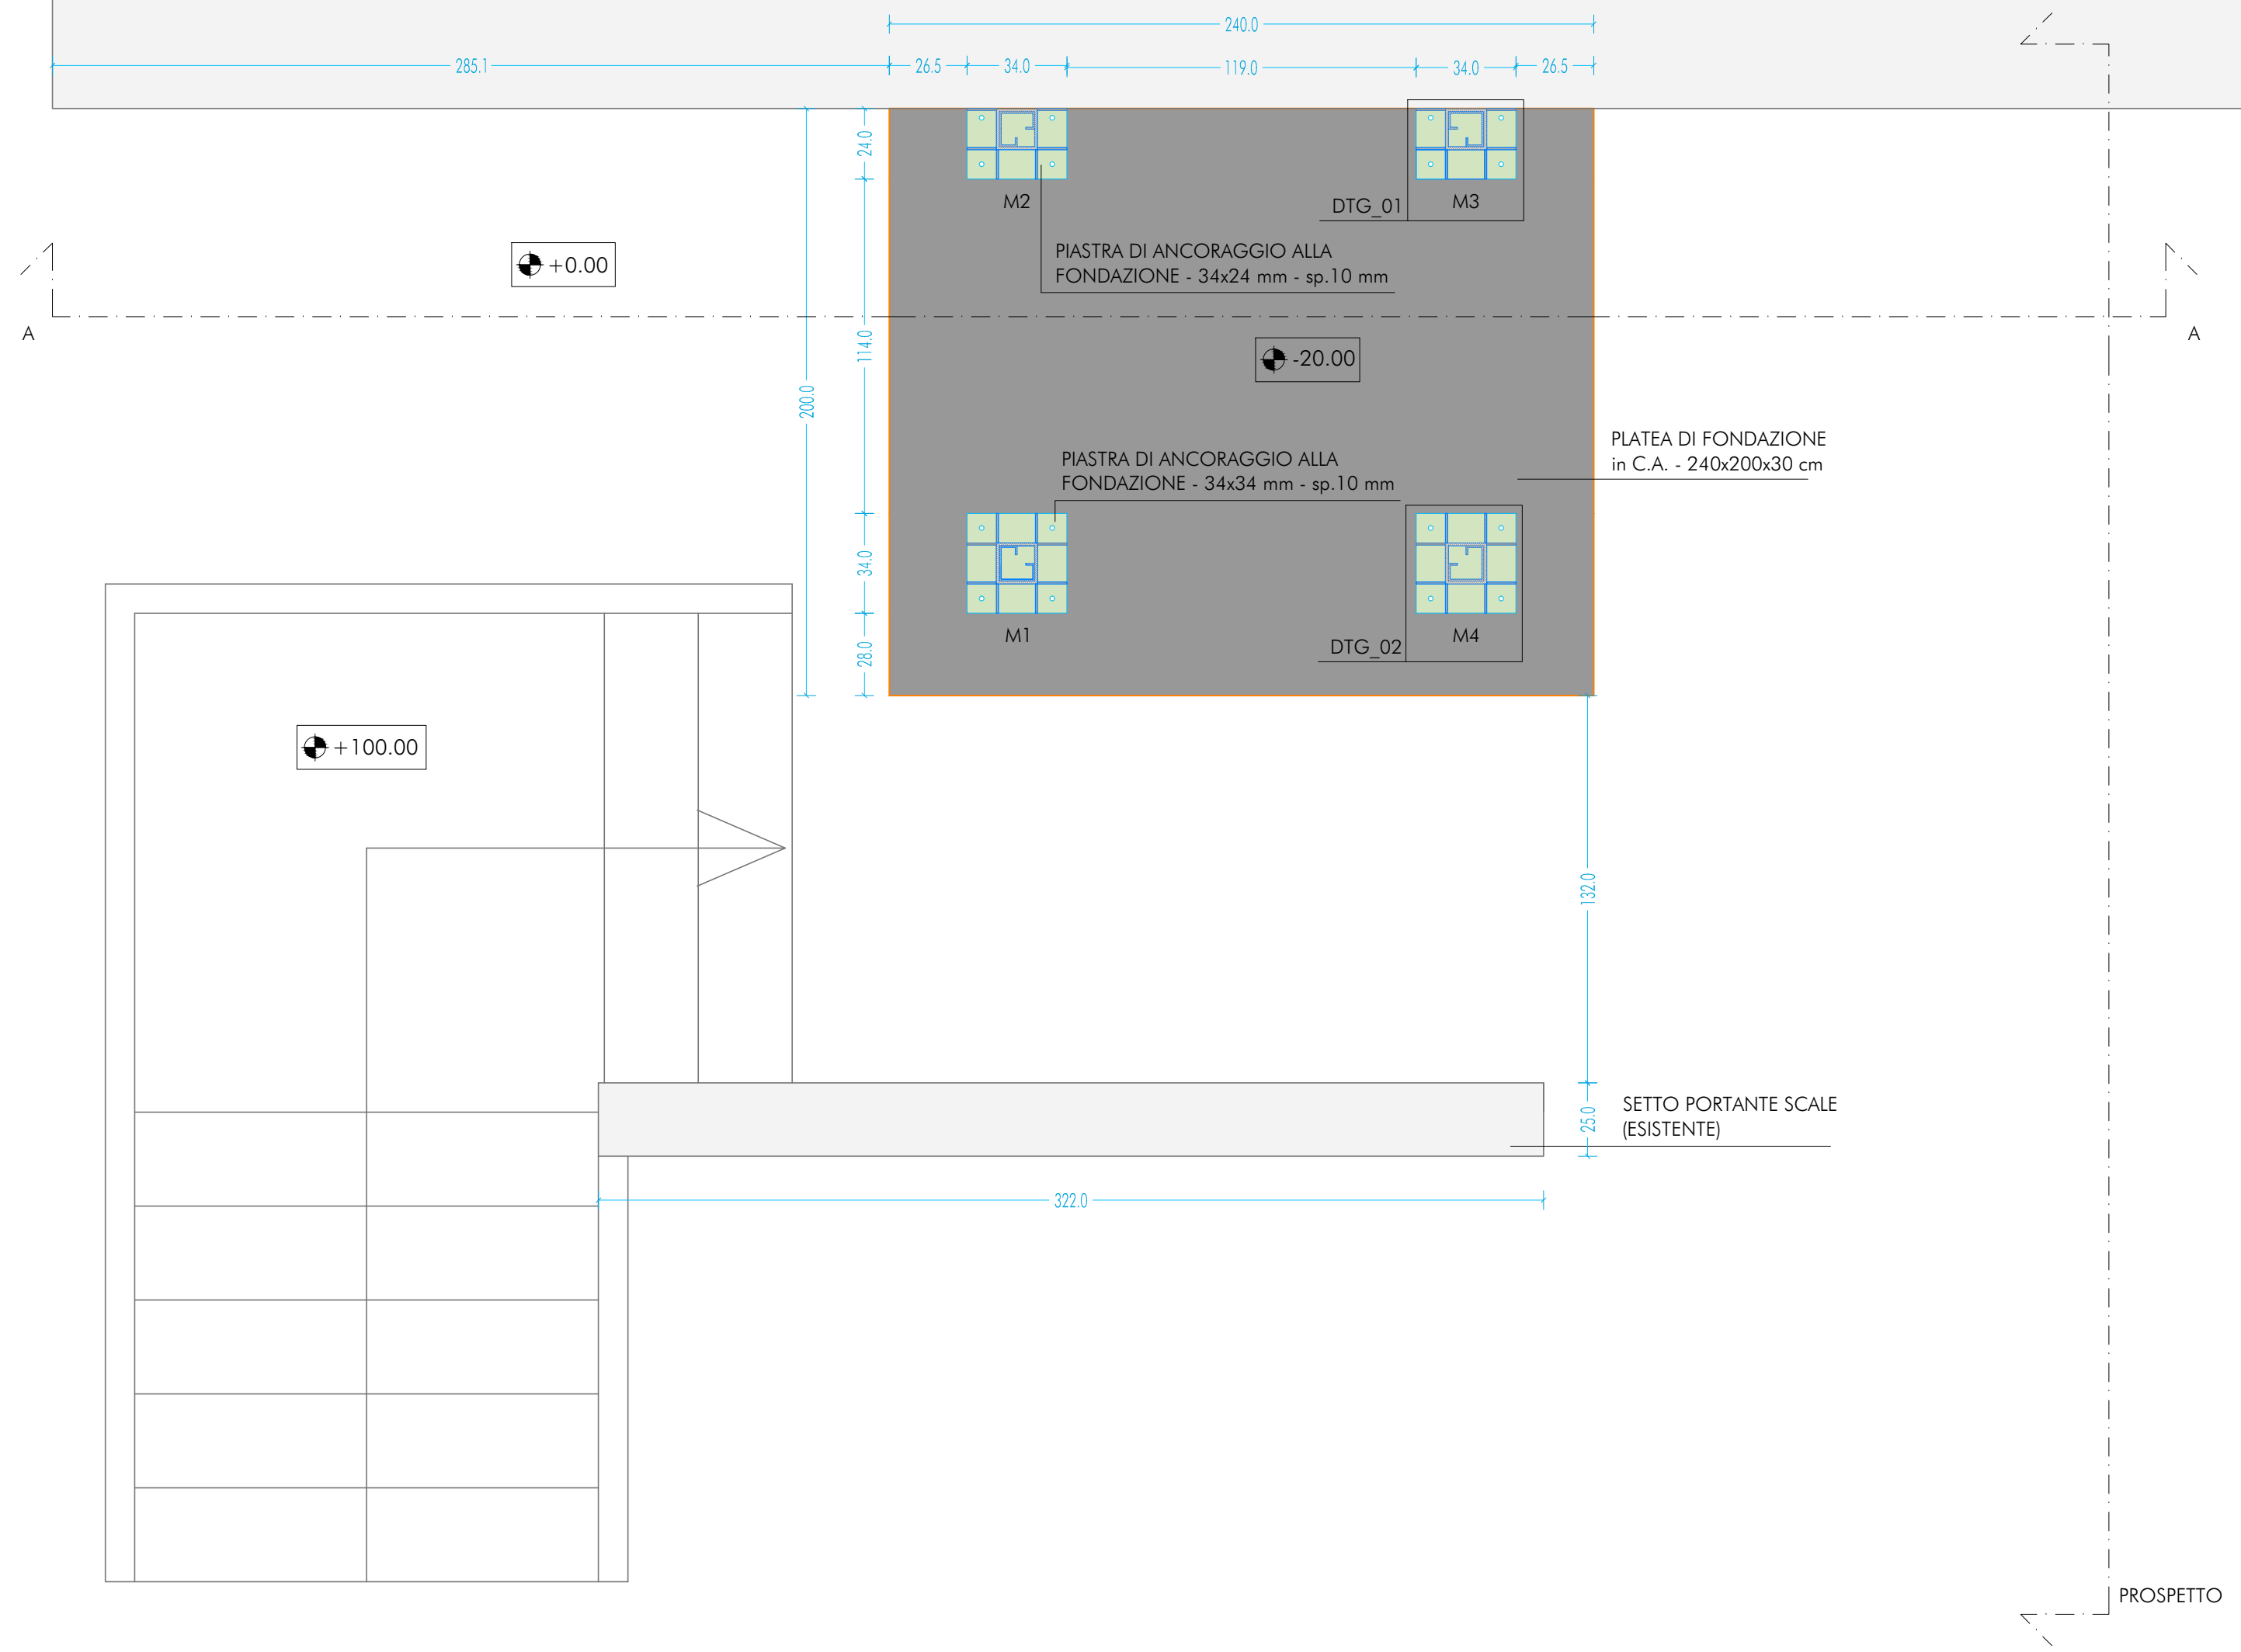 240.0
285.1
26.5
34.0
119.0
34.0
26.5
24.0
M2
M3
DTG_01
PIASTRA DI ANCORAGGIO ALLA
FONDAZIONE - 34x24 mm - sp.10 mm
+0.00
A
A
114.0
-20.00
200.0
PLATEA DI FONDAZIONE
in C.A. - 240x200x30 cm
PIASTRA DI ANCORAGGIO ALLA
FONDAZIONE - 34x34 mm - sp.10 mm
34.0
M1
M4
DTG_02
28.0
+100.00
132.0
SETTO PORTANTE SCALE
(ESISTENTE)
25.0
322.0
PROSPETTO